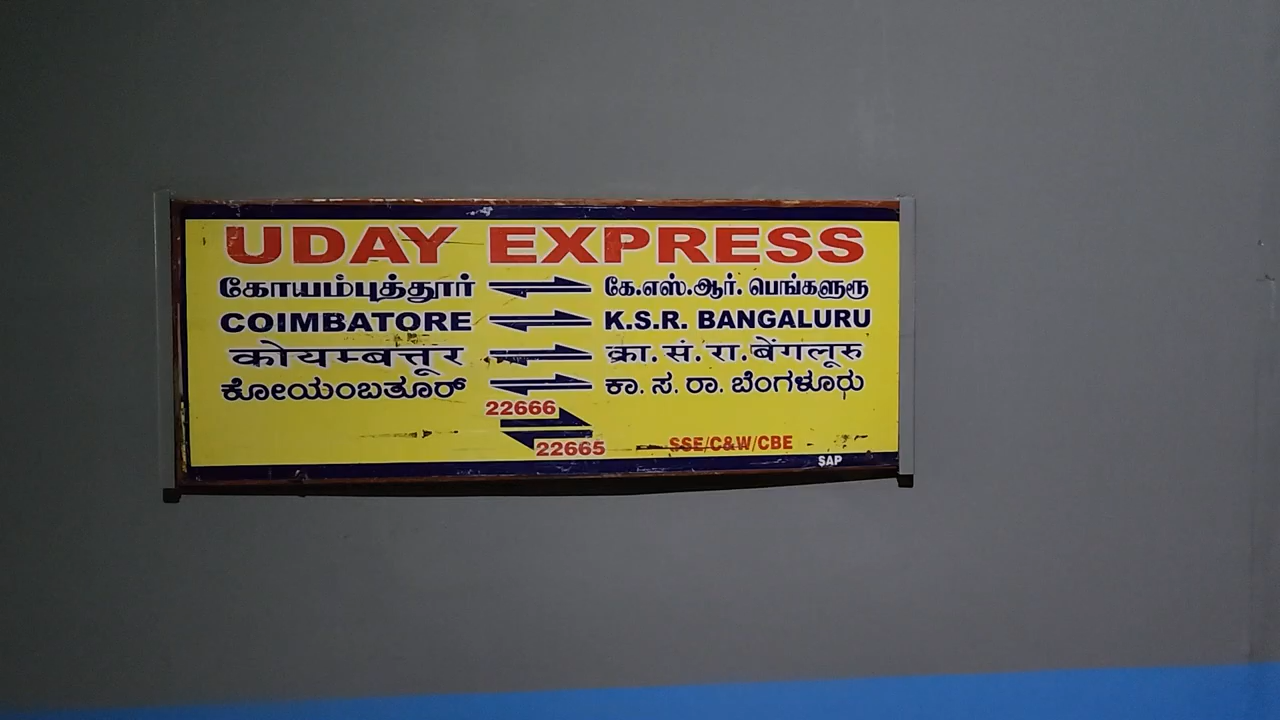 UDAY EXPRESS
கோயம்புத்தூர் ⇌ கே.எஸ்.ஆர். பெங்களுரு
COIMBATORE ⇌ K.S.R. BANGALURU
कोयम्बत्तूर ⇌ क्रा.सं.रा.बेंगलूरु
ಕೋಯಂಬತೂರ್ ⇌ ಕಾ. ಸ. ರಾ. ಬೆಂಗಳೂರು
22666
22665 SSE/C&W/CBE
SAP